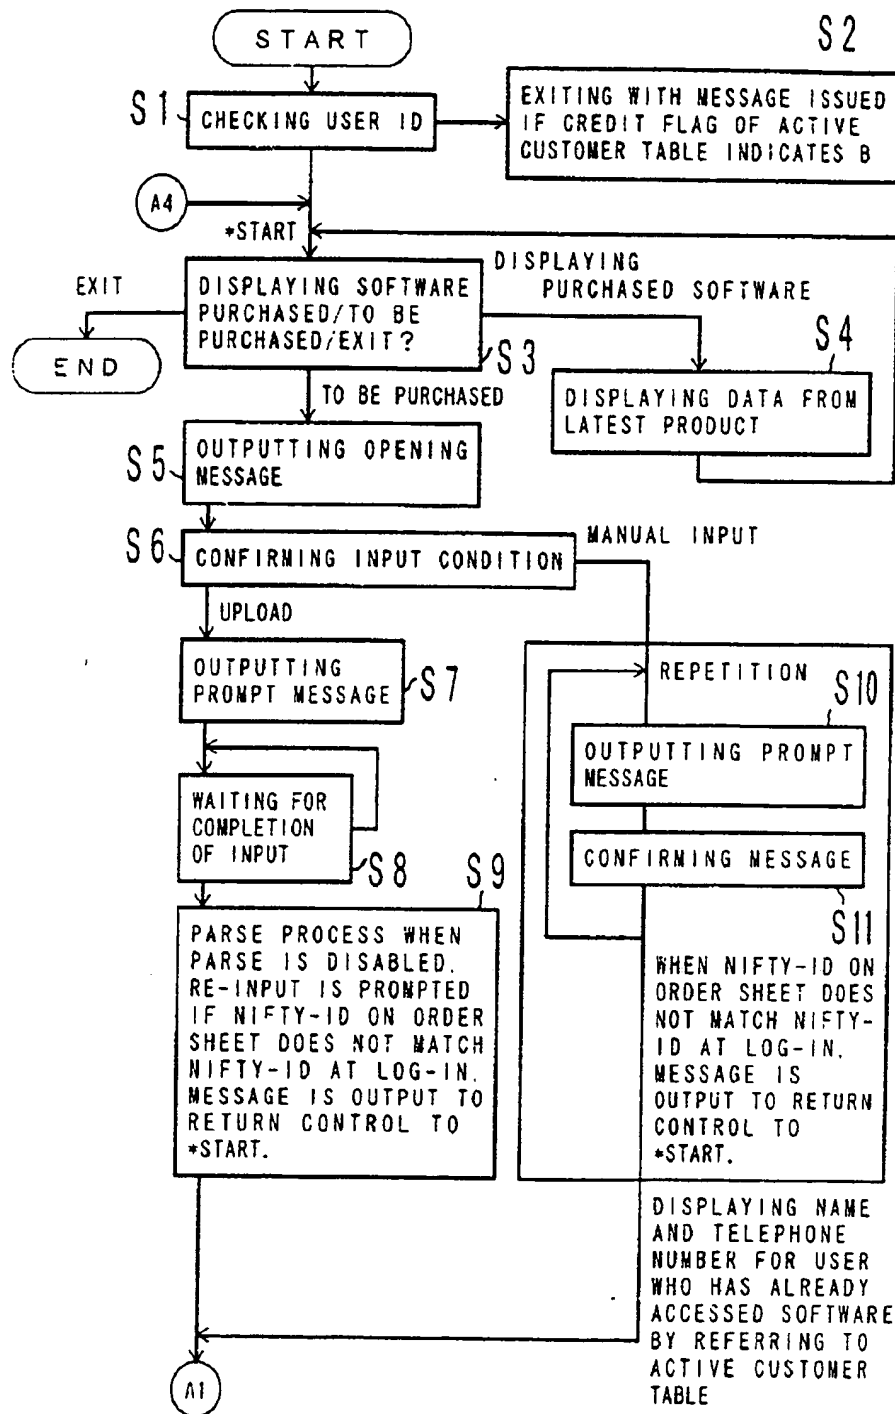 START
S2
S1
CHECKING USER ID
EXITING WITH MESSAGE ISSUED
IF CREDIT FLAG OF ACTIVE
CUSTOMER TABLE INDICATES B
A4
*START
DISPLAYING
PURCHASED SOFTWARE
EXIT
DISPLAYING SOFTWARE
PURCHASED/TO BE
PURCHASED/EXIT?
S3
END
S4
TO BE PURCHASED
DISPLAYING DATA FROM
LATEST PRODUCT
S5
OUTPUTTING OPENING
MESSAGE
S6
CONFIRMING INPUT CONDITION
MANUAL INPUT
UPLOAD
OUTPUTTING
PROMPT MESSAGE
S7
REPETITION
S10
OUTPUTTING PROMPT
MESSAGE
WAITING FOR
COMPLETION
OF INPUT
S8
CONFIRMING MESSAGE
S11
S9
PARSE PROCESS WHEN
PARSE IS DISABLED.
RE-INPUT IS PROMPTED
IF NIFTY-ID ON ORDER
SHEET DOES NOT MATCH
NIFTY-ID AT LOG-IN.
MESSAGE IS OUTPUT TO
RETURN CONTROL TO
*START.
WHEN NIFTY-ID ON
ORDER SHEET DOES
NOT MATCH NIFTY-
ID AT LOG-IN.
MESSAGE IS
OUTPUT TO RETURN
CONTROL TO
*START.
DISPLAYING NAME
AND TELEPHONE
NUMBER FOR USER
WHO HAS ALREADY
ACCESSED SOFTWARE
BY REFERRING TO
ACTIVE CUSTOMER
TABLE
A1